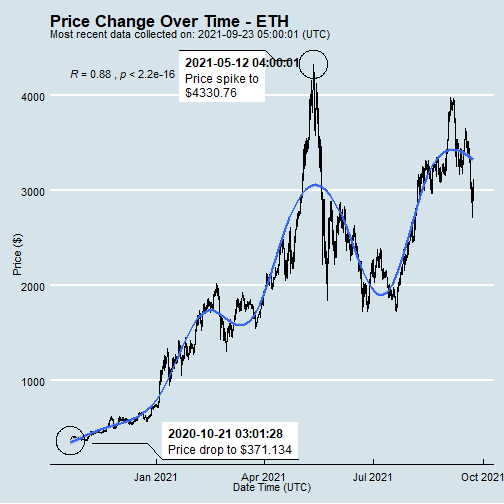 Price Change Over Time - ETH
Most recent data collected on: 2021-09-23 05:00:01 (UTC)
2021-05-12 04:00:01
Price spike to
$4330.76
R = 0.88 , p < 2.2e-16
4000
3000
2000
1000
Price ($)
2020-10-21 03:01:28
Price drop to $371.134
Jan 2021
Apr 2021
Jul 2021
Oct 2021
Date Time (UTC)